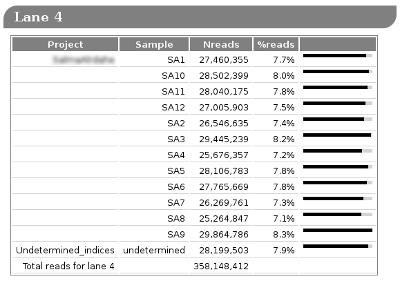 Lane 4
Project Sample Nreads %reads
SA1 27,460,355 7.7%
SA10 28,502,399 8.0%
SA11 28,040,175 7.8%
SA12 27,005,903 7.5%
SA2 26,546,635 7.4%
SA3 29,445,239 8.2%
SA4 25,676,357 7.2%
SA5 28,106,783 7.8%
SA6 27,765,669 7.8%
SA7 26,269,761 7.3%
SA8 25,264,847 7.1%
SA9 29,864,786 8.3%
Undetermined_indices undetermined 28,199,503 7.9%
Total reads for lane 4 358,148,412